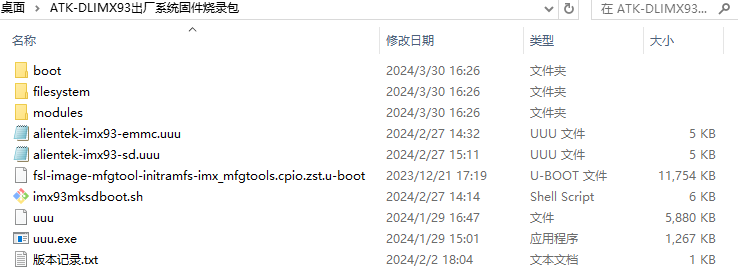 桌面 > ATK-DLIMX93出厂系统固件烧录包 在 ATK-DLIMX93...
名称 修改日期 类型 大小
boot 2024/3/30 16:26 文件夹
filesystem 2024/3/30 16:26 文件夹
modules 2024/3/30 16:26 文件夹
alientek-imx93-emmc.uuu 2024/2/27 14:32 UUU 文件 5 KB
alientek-imx93-sd.uuu 2024/2/27 15:11 UUU 文件 5 KB
fsl-image-mfgtool-initramfs-imx_mfgtools.cpio.zst.u-boot 2023/12/21 17:19 U-BOOT 文件 11,754 KB
imx93mksdboot.sh 2024/2/27 14:14 Shell Script 6 KB
uuu 2024/1/29 16:47 文件 5,880 KB
uuu.exe 2024/1/29 15:01 应用程序 1,267 KB
版本记录.txt 2024/2/2 18:04 文本文档 1 KB